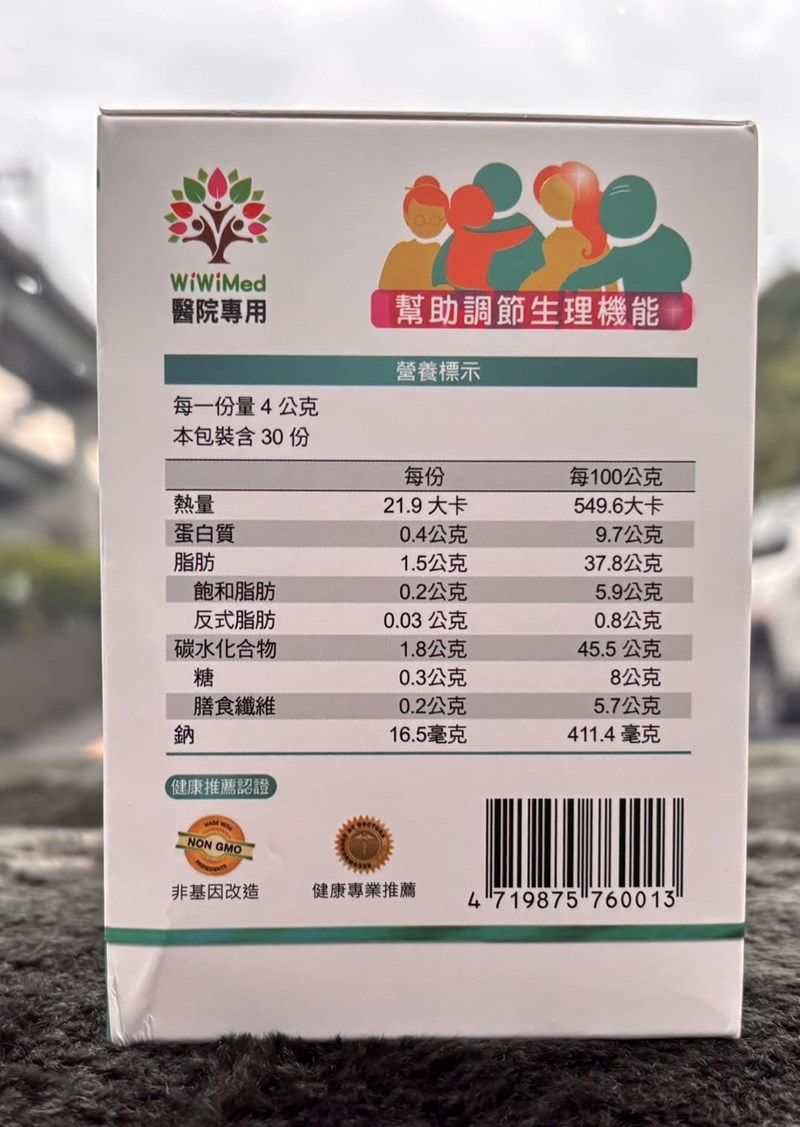 WiWiMed
醫院專用
幫助調節生理機能
營養標示
每一份量 4 公克
本包裝含 30 份
每份 每100公克
熱量 21.9 大卡 549.6大卡
蛋白質 0.4公克 9.7公克
脂肪 1.5公克 37.8公克
飽和脂肪 0.2公克 5.9公克
反式脂肪 0.03 公克 0.8公克
碳水化合物 1.8公克 45.5 公克
糖 0.3公克 8公克
膳食纖維 0.2公克 5.7公克
鈉 16.5毫克 411.4 毫克
健康推薦認證
MADE WITH
NON GMO
INGREDIENTS
非基因改造
健康專業推薦
4 719875 760013